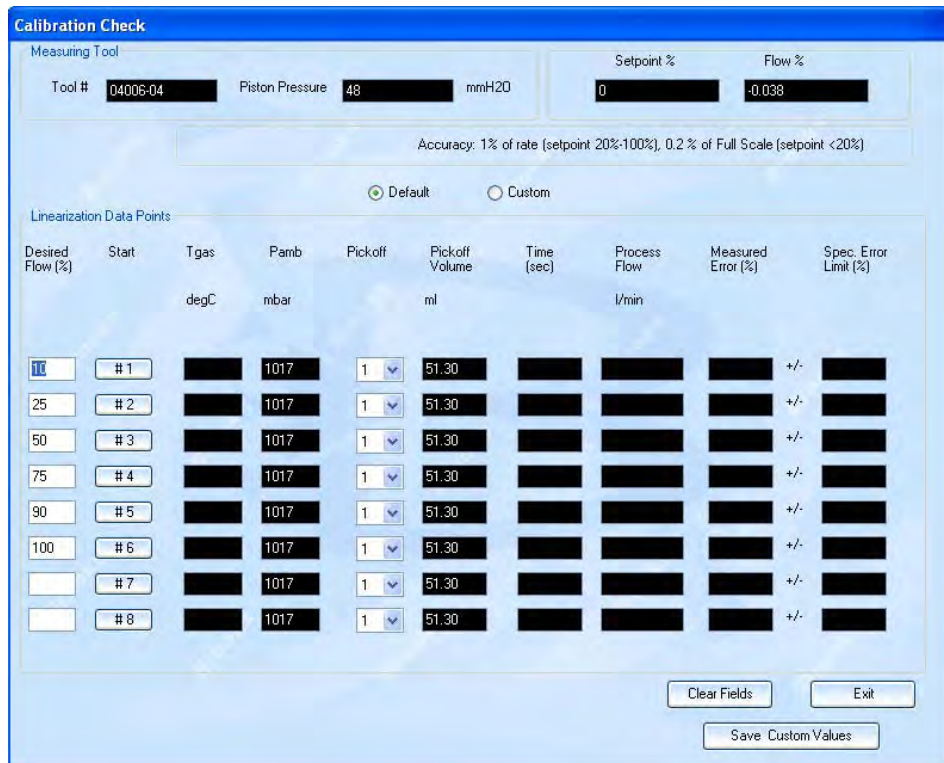 Calibration Check
Measuring Tool
Tool # 04006-04 Piston Pressure 48 mmH2O
Setpoint % Flow %
0 -0.038
Accuracy: 1% of rate (setpoint 20%-100%), 0.2 % of Full Scale (setpoint <20%)
Default Custom
Linearization Data Points
Desired Flow (%) Start Tgas Pamb Pickoff Pickoff Volume Time (sec) Process Flow Measured Error (%) Spec. Error Limit (%)
degC mbar ml l/min
10 # 1 1017 1 51.30 +/-
25 # 2 1017 1 51.30 +/-
50 # 3 1017 1 51.30 +/-
75 # 4 1017 1 51.30 +/-
90 # 5 1017 1 51.30 +/-
100 # 6 1017 1 51.30 +/-
# 7 1017 1 51.30 +/-
# 8 1017 1 51.30 +/-
Clear Fields Exit
Save Custom Values